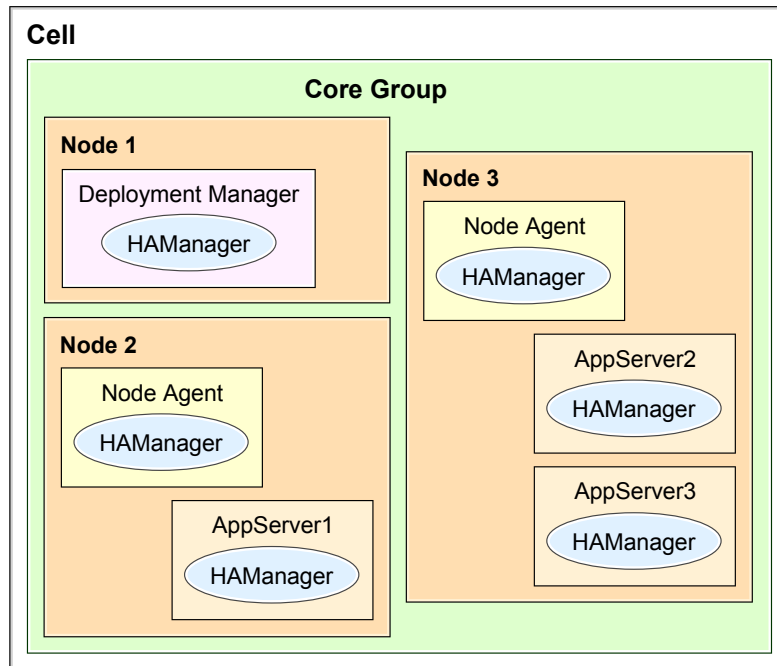 Cell
Core Group
Node 1
Deployment Manager
HAManager
Node 2
Node Agent
HAManager
AppServer1
HAManager
Node 3
Node Agent
HAManager
AppServer2
HAManager
AppServer3
HAManager